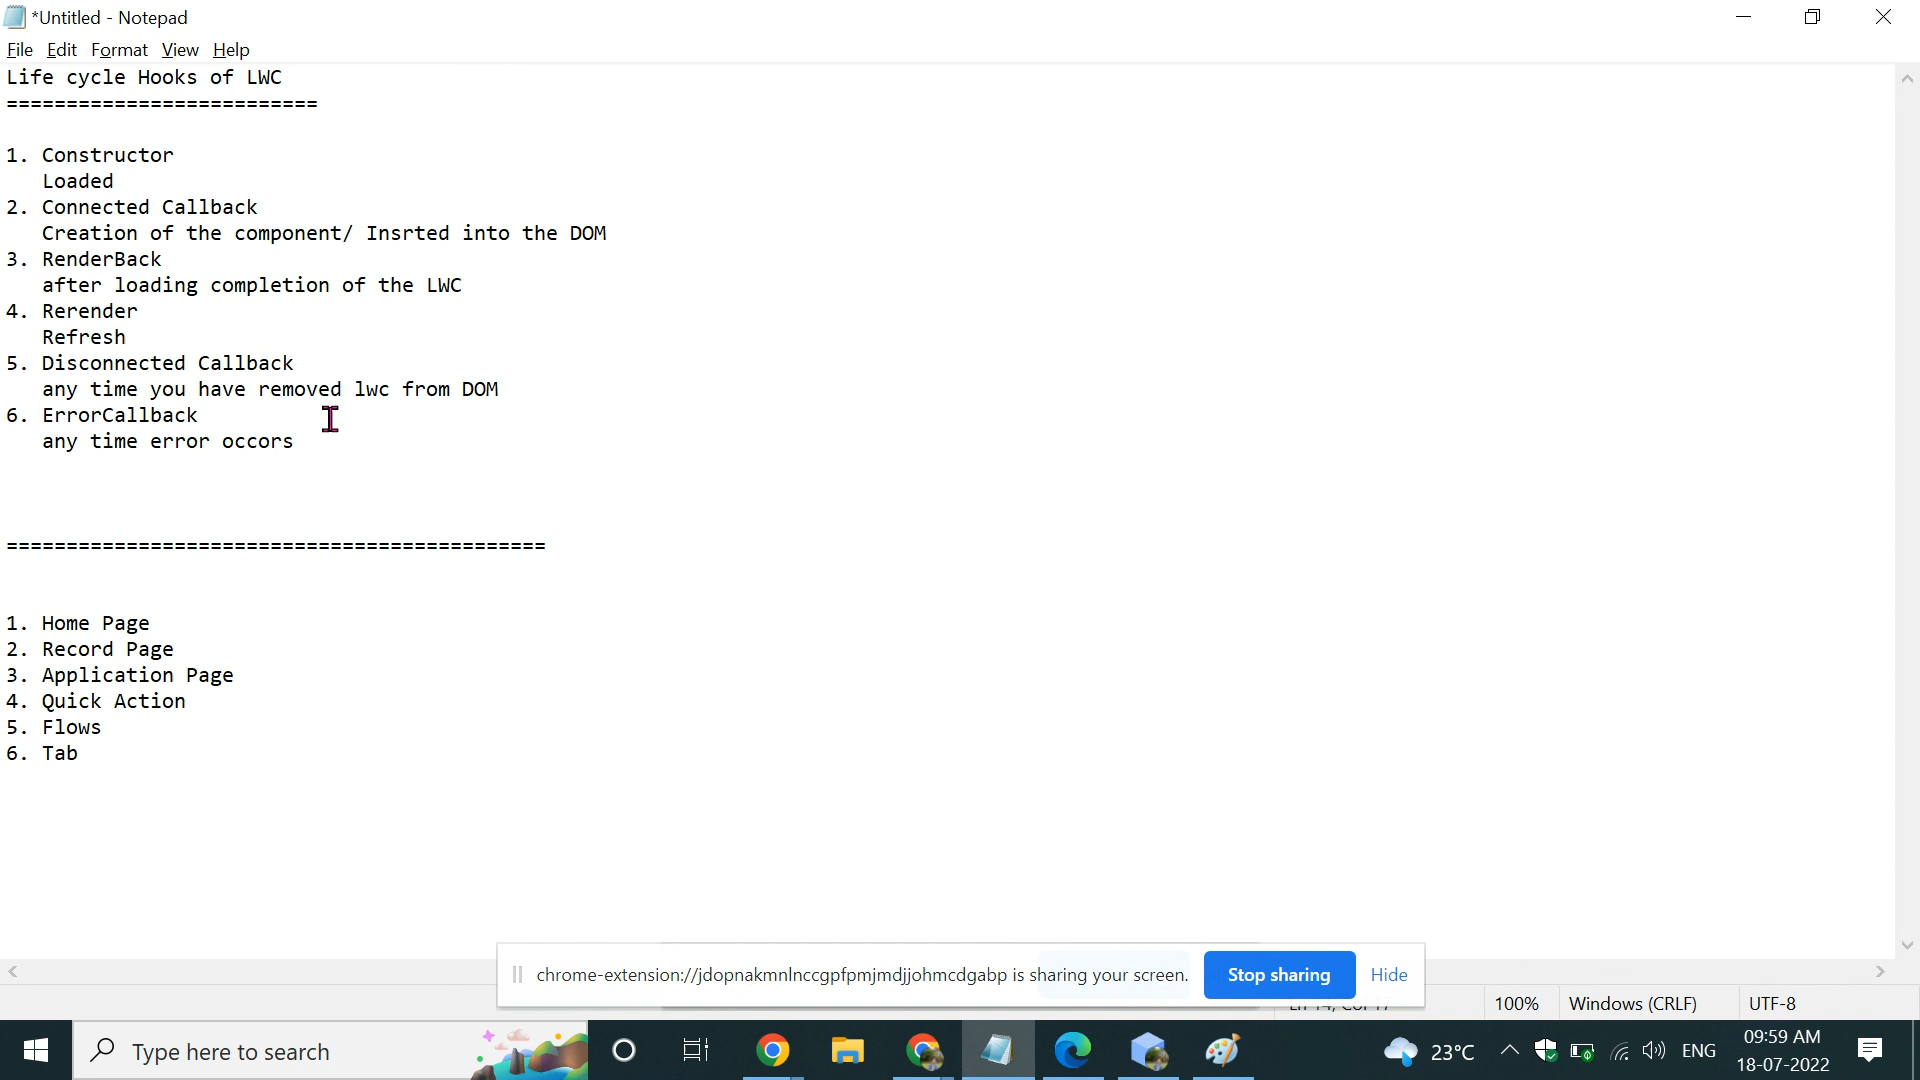 *Untitled - Notepad
File Edit Format View Help
Life cycle Hooks of LWC
==========================
1. Constructor
Loaded
2. Connected Callback
Creation of the component/ Insrted into the DOM
3. RenderBack
after loading completion of the LWC
4. Rerender
Refresh
5. Disconnected Callback
any time you have removed lwc from DOM
6. ErrorCallback
any time error occors
=============================================
1. Home Page
2. Record Page
3. Application Page
4. Quick Action
5. Flows
6. Tab
chrome-extension://jdopnakmnlnccgpfpmjmdjjohmcdgabp is sharing your screen. Stop sharing Hide
100% Windows (CRLF) UTF-8
Type here to search 23°C ENG 09:59 AM
18-07-2022